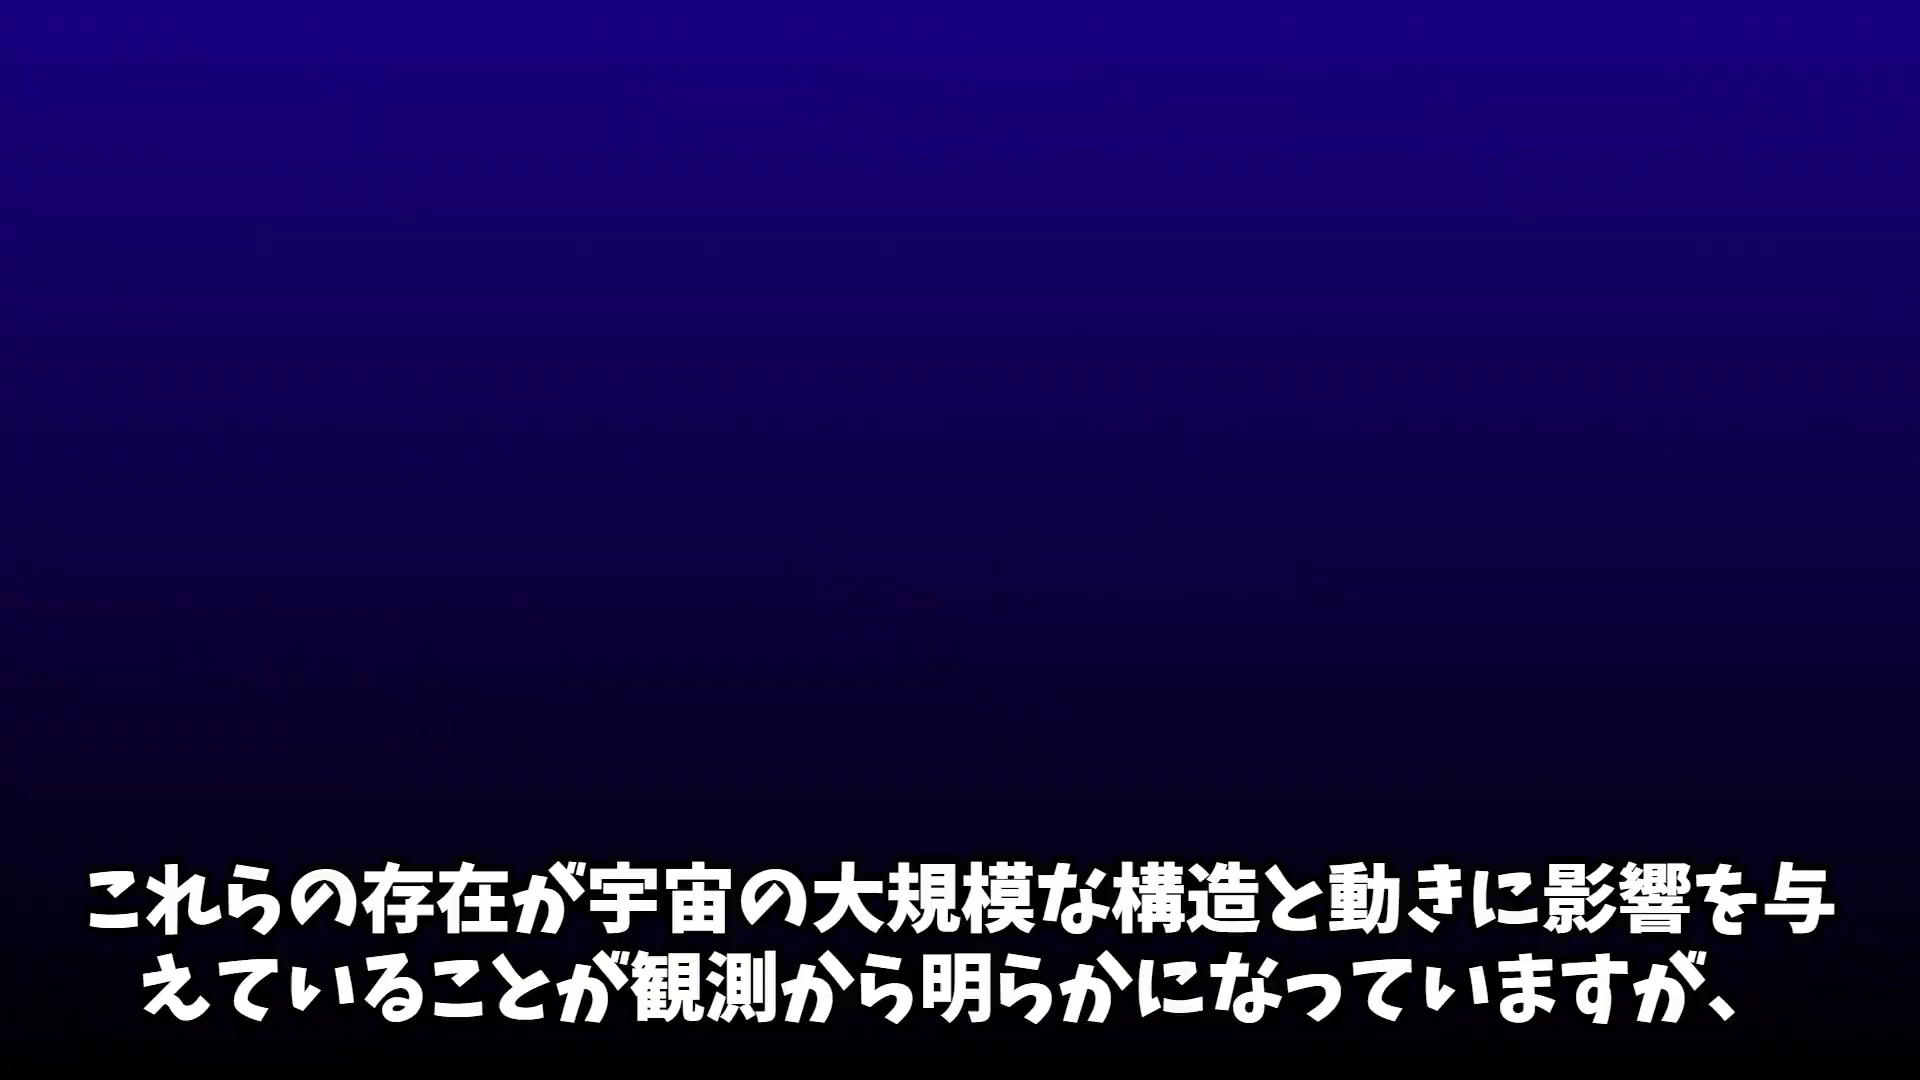 これらの存在が宇宙の大規模な構造と動きに影響を与
えていることが観測から明らかになっていますが、